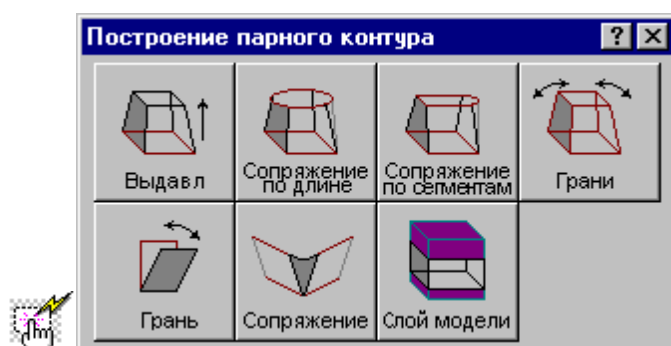 Построение парного контура
Выдавл
Сопряжение
по длине
Сопряжение
по сегментам
Грани
Грань
Сопряжение
Слой модели